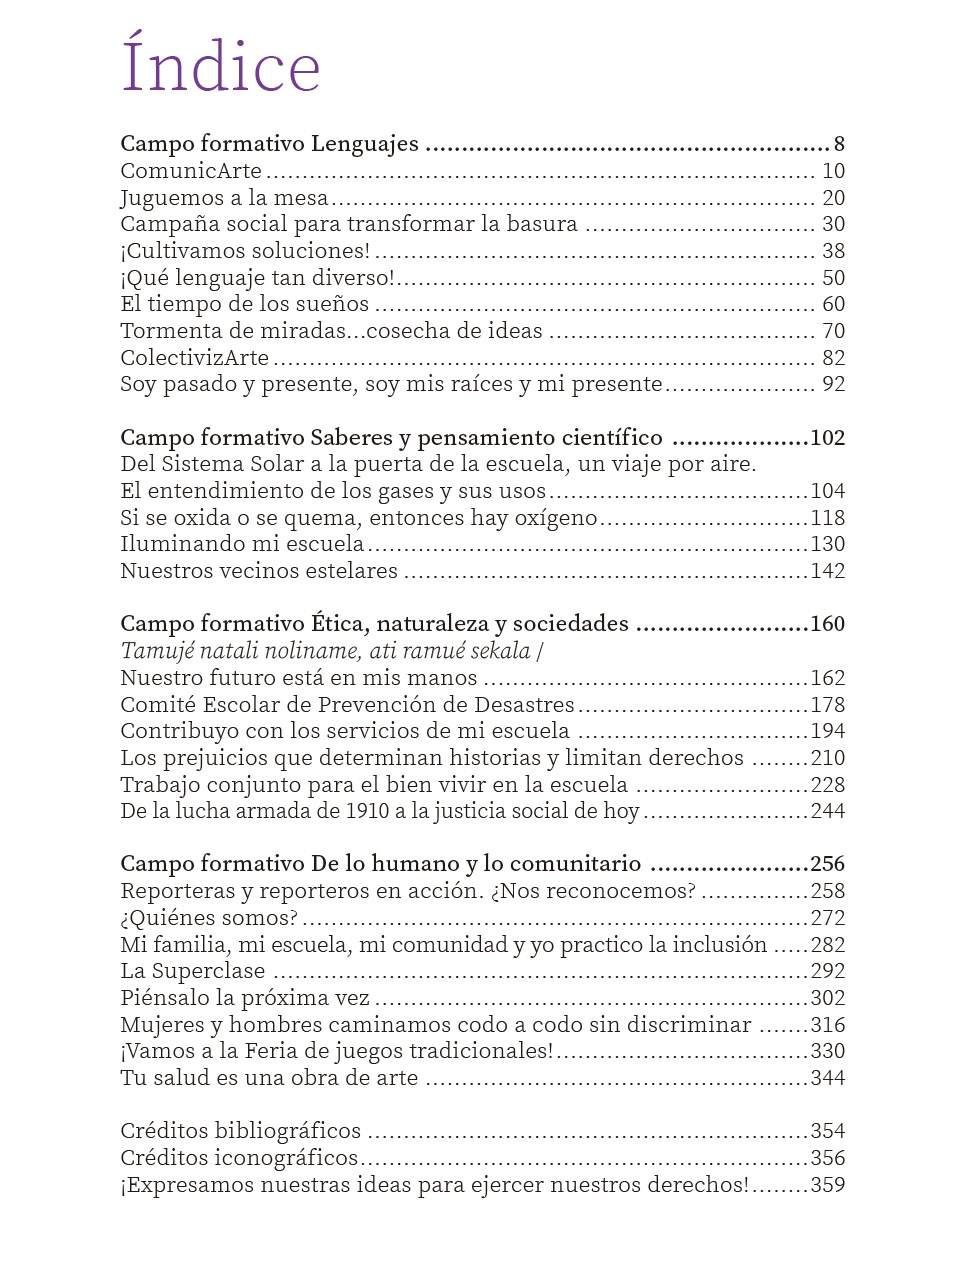 Índice
Campo formativo Lenguajes ........................................................ 8
ComunicArte ............................................................................ 10
Juguemos a la mesa................................................................... 20
Campaña social para transformar la basura ................................ 30
¡Cultivamos soluciones! ............................................................. 38
¡Qué lenguaje tan diverso!.......................................................... 50
El tiempo de los sueños ............................................................. 60
Tormenta de miradas...cosecha de ideas ..................................... 70
ColectivizArte ........................................................................... 82
Soy pasado y presente, soy mis raíces y mi presente..................... 92
Campo formativo Saberes y pensamiento científico ...................102
Del Sistema Solar a la puerta de la escuela, un viaje por aire.
El entendimiento de los gases y sus usos....................................104
Si se oxida o se quema, entonces hay oxígeno.............................118
Iluminando mi escuela.............................................................130
Nuestros vecinos estelares ........................................................142
Campo formativo Ética, naturaleza y sociedades ........................160
Tamujé natali noliname, ati ramué sekala /
Nuestro futuro está en mis manos .............................................162
Comité Escolar de Prevención de Desastres................................178
Contribuyo con los servicios de mi escuela ................................194
Los prejuicios que determinan historias y limitan derechos ........210
Trabajo conjunto para el bien vivir en la escuela ........................228
De la lucha armada de 1910 a la justicia social de hoy .......................244
Campo formativo De lo humano y lo comunitario ......................256
Reporteras y reporteros en acción. ¿Nos reconocemos? ...............258
¿Quiénes somos? ......................................................................272
Mi familia, mi escuela, mi comunidad y yo practico la inclusión .....282
La Superclase ..........................................................................292
Piénsalo la próxima vez ............................................................302
Mujeres y hombres caminamos codo a codo sin discriminar .......316
¡Vamos a la Feria de juegos tradicionales!...................................330
Tu salud es una obra de arte .....................................................344
Créditos bibliográficos .............................................................354
Créditos iconográficos..............................................................356
¡Expresamos nuestras ideas para ejercer nuestros derechos!........359